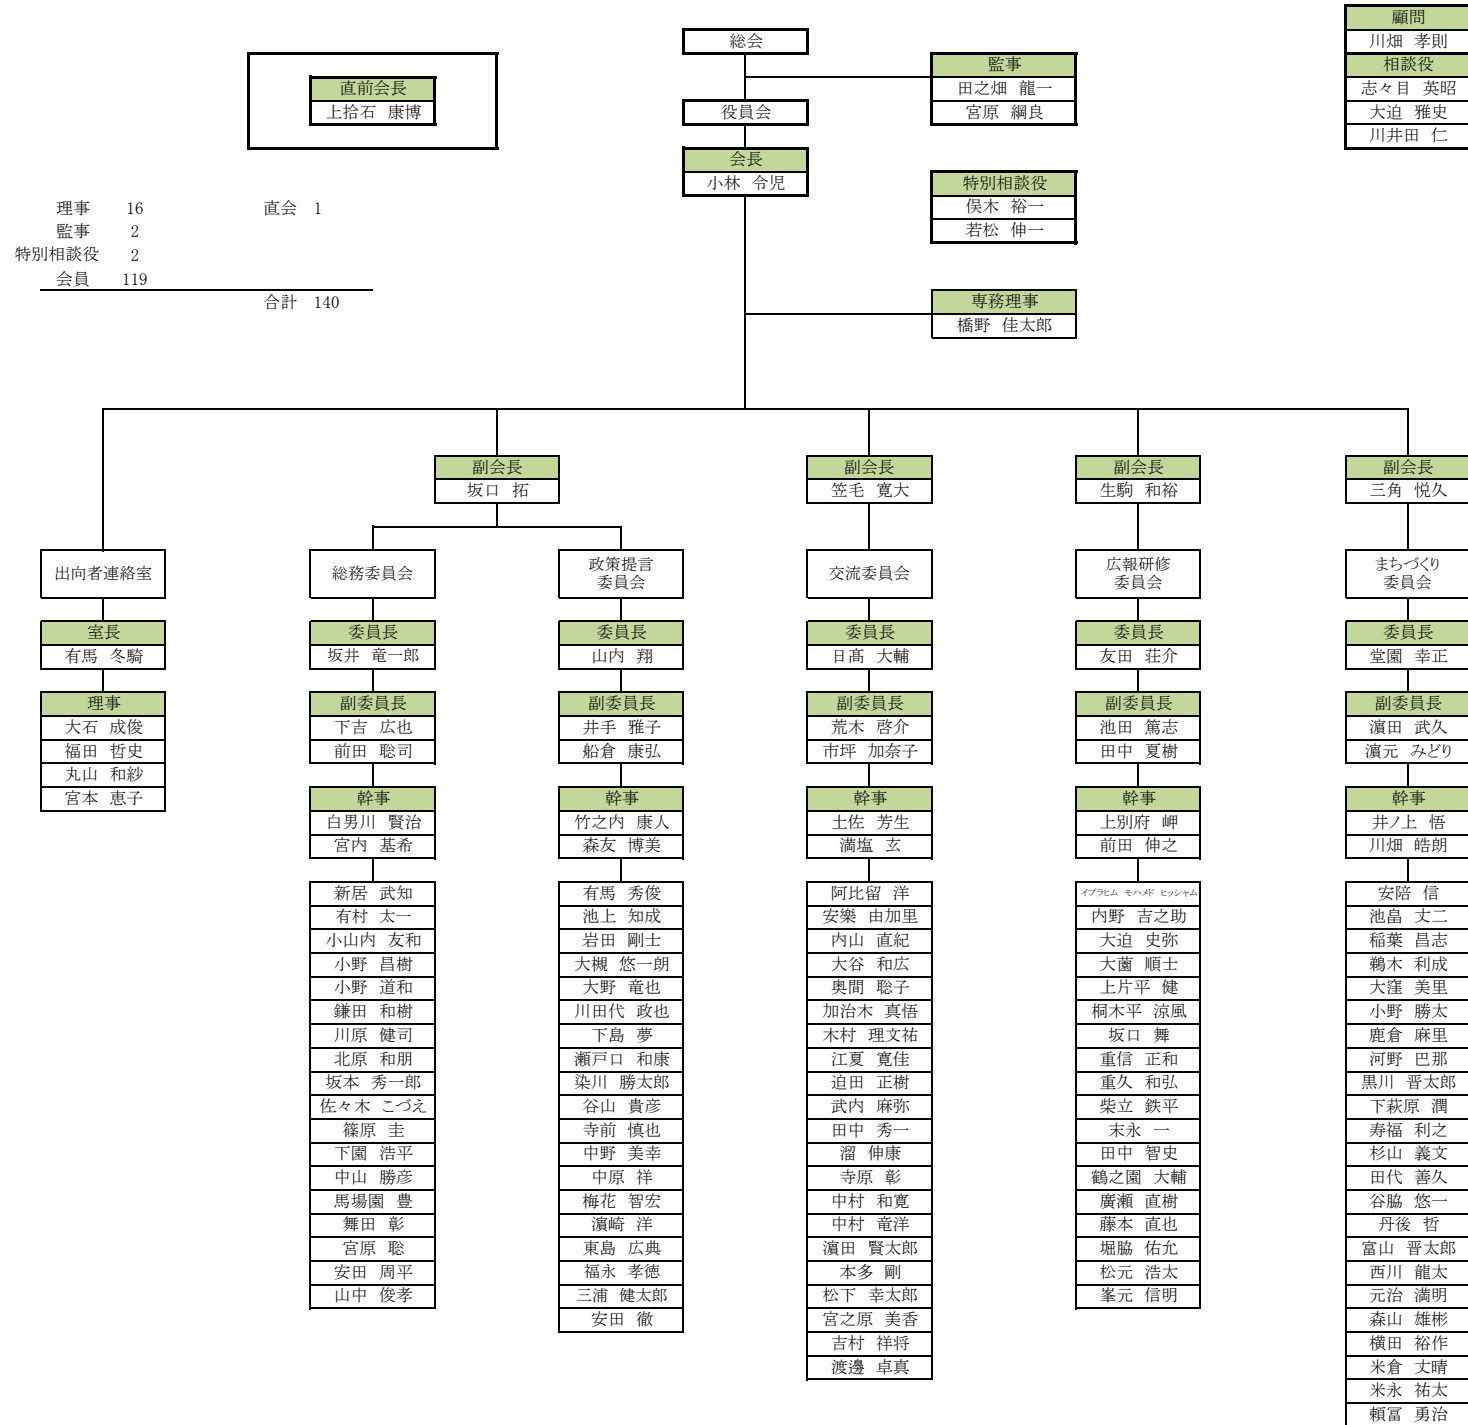 総会
役員会
会長
小林 令児
直前会長
上拾石 康博
監事
田之畑 龍一
宮原 綱良
顧問
川畑 孝則
相談役
志々目 英昭
大迫 雅史
川井田 仁
特別相談役
俣木 裕一
若松 伸一
理事 16 直会 1
監事 2
特別相談役 2
会員 119
合計 140
専務理事
橋野 佳太郎
出向者連絡室
室長
有馬 冬騎
理事
大石 成俊
福田 哲史
丸山 和紗
宮本 恵子
副会長
坂口 拓
総務委員会
委員長
坂井 竜一郎
副委員長
下吉 広也
前田 聡司
幹事
白男川 賢治
宮内 基希
新居 武知
有村 太一
小山内 友和
小野 昌樹
小野 道和
鎌田 和樹
川原 健司
北原 和朋
坂本 秀一郎
佐々木 こづえ
篠原 圭
下園 浩平
中山 勝彦
馬場園 豊
舞田 彰
宮原 聡
安田 周平
山中 俊孝
政策提言
委員会
委員長
山内 翔
副委員長
井手 雅子
船倉 康弘
幹事
竹之内 康人
森友 博美
有馬 秀俊
池上 知成
岩田 剛士
大槻 悠一朗
大野 竜也
川田代 政也
下島 夢
瀬戸口 和康
染川 勝太郎
谷山 貴彦
寺前 慎也
中野 美幸
中原 祥
梅花 智宏
濵崎 洋
東島 広典
福永 孝徳
三浦 健太郎
安田 徹
副会長
笠毛 寛大
交流委員会
委員長
日髙 大輔
副委員長
荒木 啓介
市坪 加奈子
幹事
土佐 芳生
満塩 玄
阿比留 洋
安樂 由加里
内山 直紀
大谷 和広
奥間 聡子
加治木 真悟
木村 理文祐
江夏 寛佳
迫田 正樹
武内 麻弥
田中 秀一
溜 伸康
寺原 彰
中村 和寛
中村 竜洋
濵田 賢太郎
本多 剛
松下 幸太郎
宮之原 美香
吉村 祥将
渡邊 卓真
副会長
生駒 和裕
広報研修
委員会
委員長
友田 荘介
副委員長
池田 篤志
田中 夏樹
幹事
上別府 岬
前田 伸之
イブラヒム モハメド ヒッシャム
内野 吉之助
大迫 史弥
大薗 順士
上片平 健
桐木平 涼風
坂口 舞
重信 正和
重久 和弘
柴立 鉄平
末永 一
田中 智史
鶴之園 大輔
廣瀬 直樹
藤本 直也
堀脇 佑允
松元 浩太
峯元 信明
副会長
三角 悦久
まちづくり
委員会
委員長
堂園 幸正
副委員長
濵田 武久
濵元 みどり
幹事
井ノ上 悟
川畑 皓朗
安陪 信
池畠 丈二
稲葉 昌志
鵜木 利成
大窪 美里
小野 勝太
鹿倉 麻里
河野 巴那
黒川 晋太郎
下萩原 潤
寿福 利之
杉山 義文
田代 善久
谷脇 悠一
丹後 哲
富山 晋太郎
西川 龍太
元治 満明
森山 雄彬
横田 裕作
米倉 丈晴
米永 祐太
頼冨 勇治